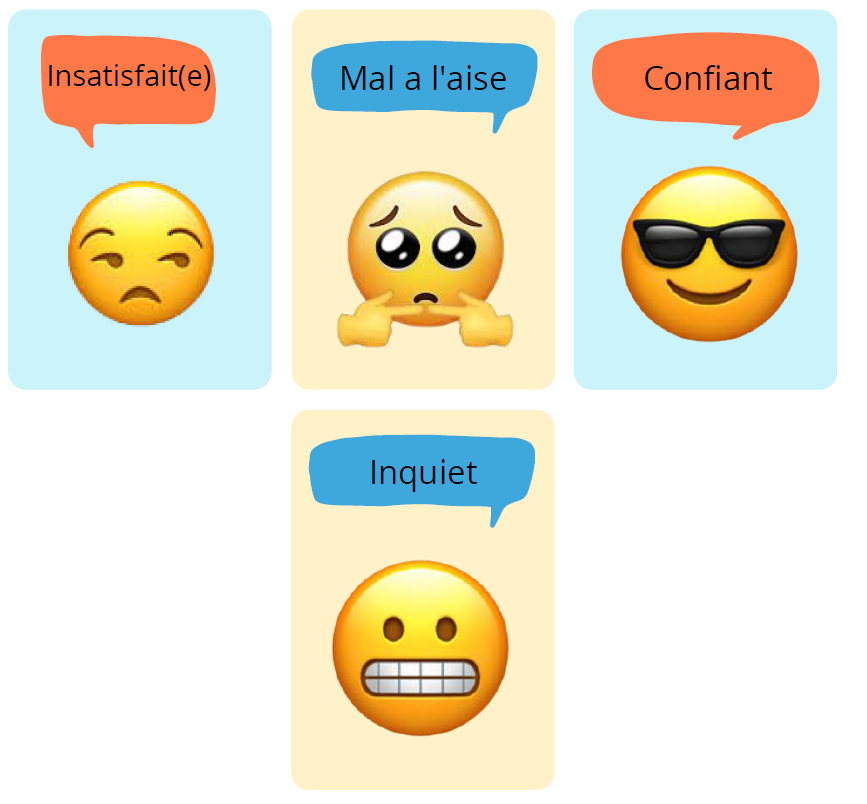 Insatisfait(e)
Mal a l'aise
Confiant
Inquiet